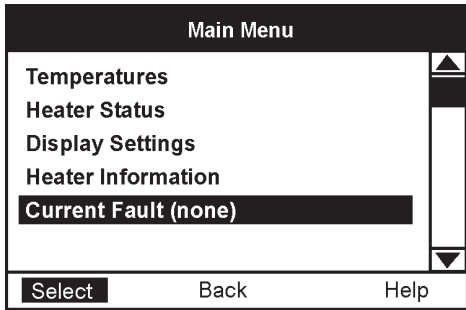 Main Menu
Temperatures
Heater Status
Display Settings
Heater Information
Current Fault (none)
Select Back Help